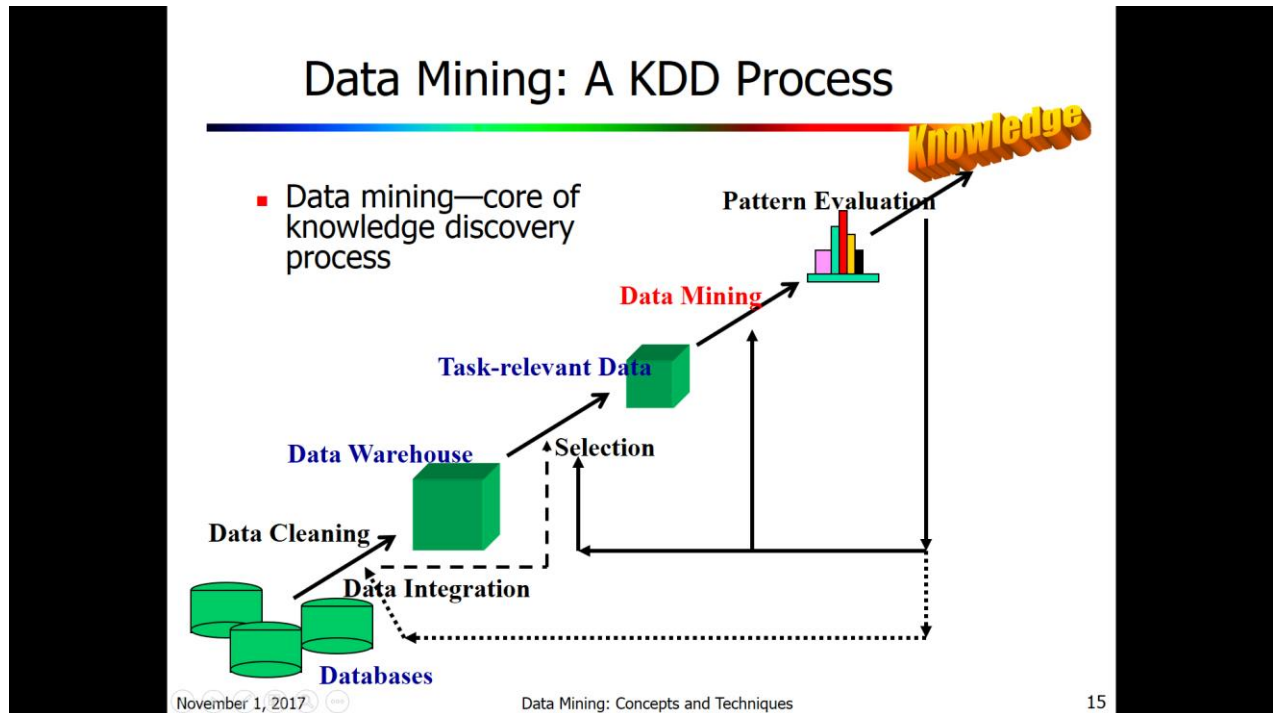 Data Mining: A KDD Process
Knowledge
Data mining—core of
knowledge discovery
process
Pattern Evaluation
Data Mining
Task-relevant Data
Selection
Data Warehouse
Data Cleaning
Data Integration
Databases
November 1, 2017
Data Mining: Concepts and Techniques
15